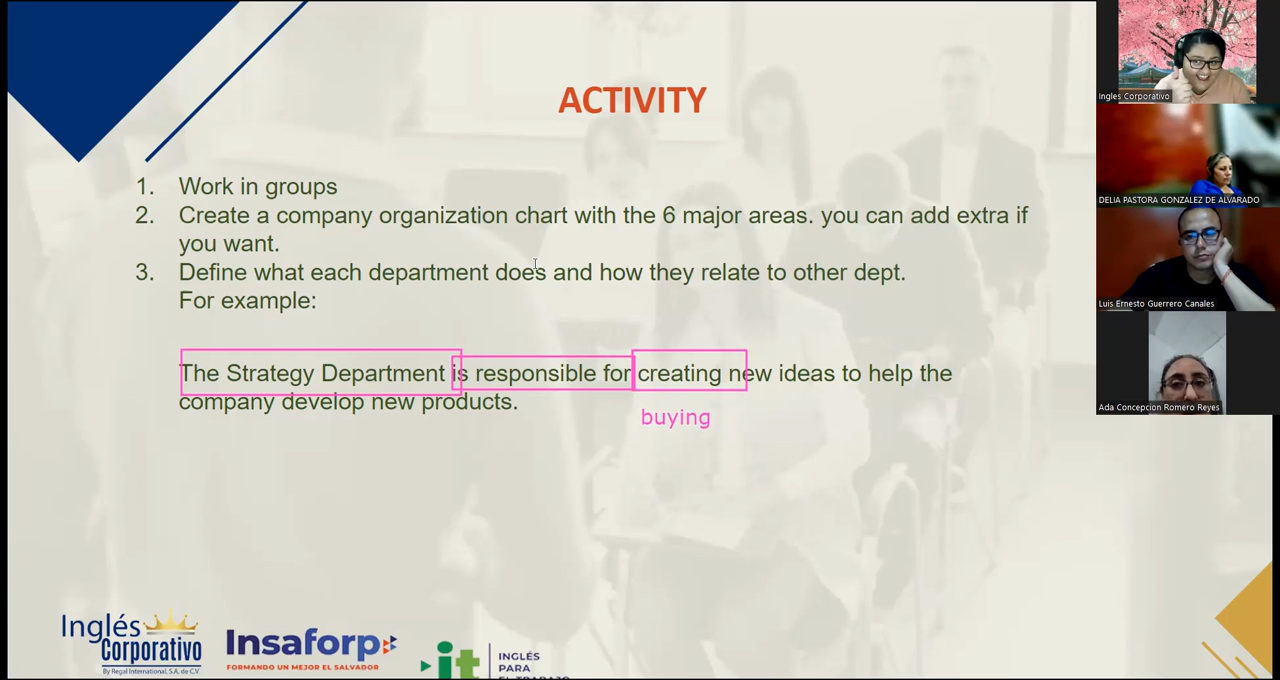 ACTIVITY
1. Work in groups
2. Create a company organization chart with the 6 major areas. you can add extra if
you want.
3. Define what each department does and how they relate to other dept.
For example:
The Strategy Department is responsible for creating new ideas to help the
company develop new products.
buying
Inglés
Corporativo
By Regal International, S.A. de C.V.
Insaforp
FORMANDO UN MEJOR EL SALVADOR
it
INGLÉS
PARA
EL TRABAJO
Ingles Corporativo
DELIA PASTORA GONZALEZ DE ALVARADO
Luis Ernesto Guerrero Canales
Ada Concepcion Romero Reyes